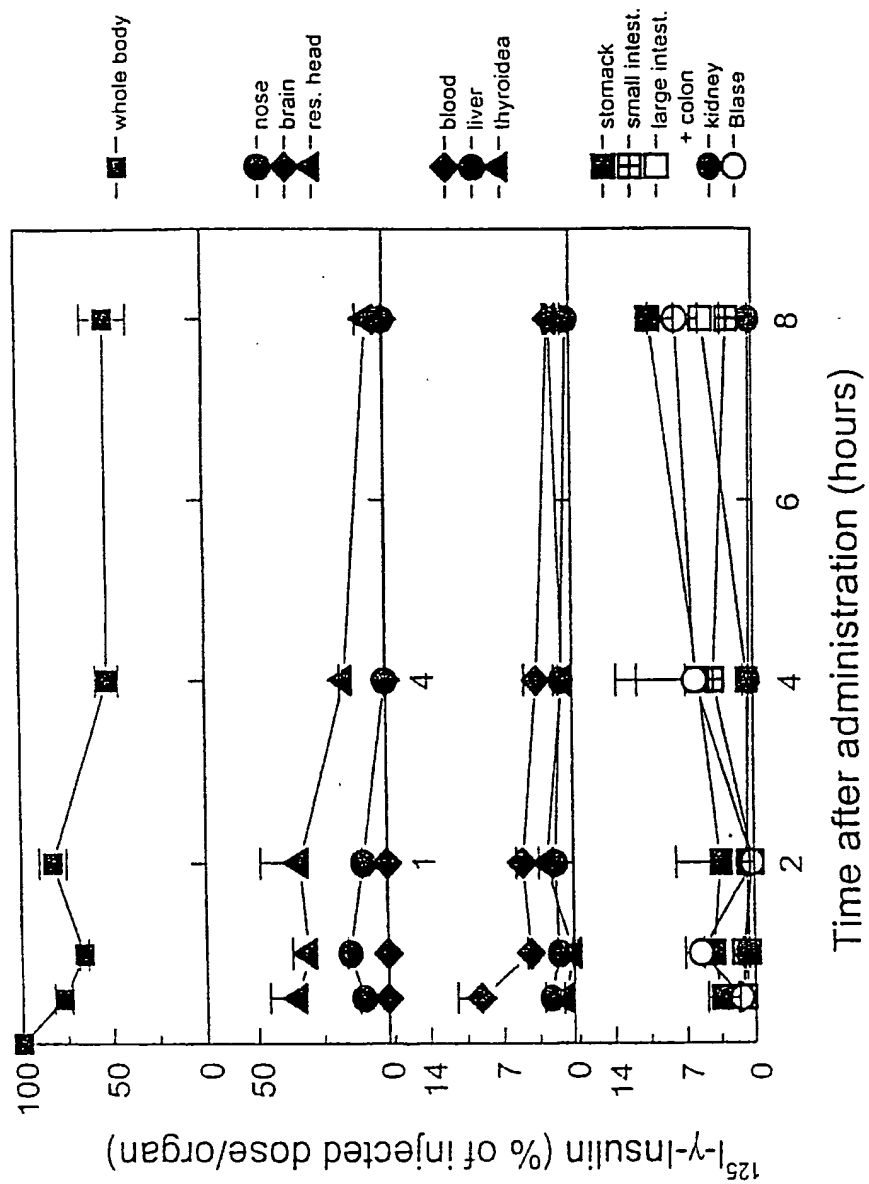 ¹²⁵I-γ-Insulin (% of injected dose/organ)
100
50
0
50
0
14
7
0
14
7
0
1
4
2
4
6
8
Time after administration (hours)
whole body
nose
brain
res. head
blood
liver
thyroidea
stomack
small intest.
large intest.
+ colon
kidney
Blase